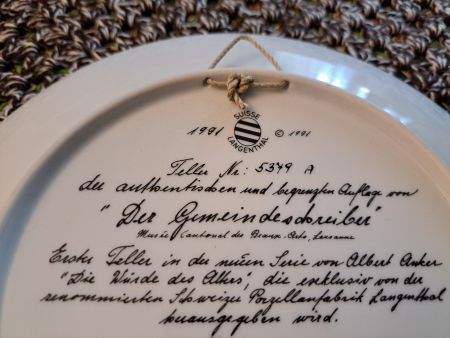 1991 SUISSE LANGENTHAL © 1991
Teller Nr: 5379 A
der authentischen und begrenzten Auflage von
"Der Gemeindeschreiber"
Musée Cantonal des Beaux-Arts, Lausanne
Erster Teller in der neuen Serie von Albert Anker
"Die Würde des Alters", die exklusiv von der
renommierten Schweizer Porzellanfabrik Langenthal
herausgegeben wird.